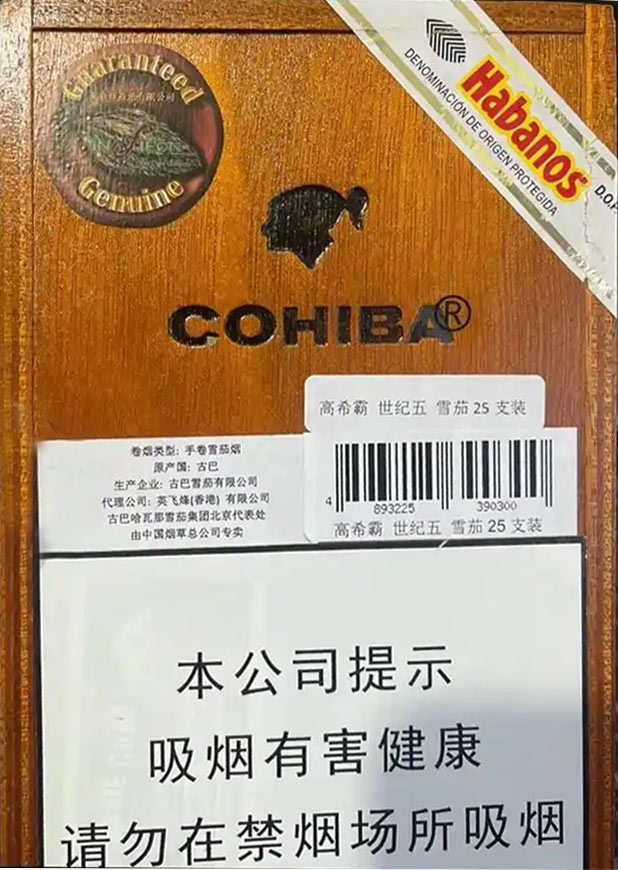 Guaranteed
Genuine
Habanos
DENOMINACIÓN DE ORIGEN PROTEGIDA
D.O.P
COHIBA®
高希霸 世纪五 雪茄 25 支装
卷烟类型: 手卷雪茄烟
原产国: 古巴
生产企业: 古巴雪茄有限公司
代理公司: 英飞烽(香港) 有限公司
古巴哈瓦那雪茄集团北京代表处
由中国烟草总公司专卖
4 893225 390300
高希霸 世纪五 雪茄 25 支装
本公司提示
吸烟有害健康
请勿在禁烟场所吸烟